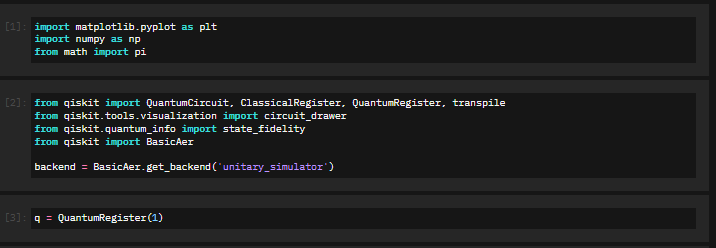 [1]: import matplotlib.pyplot as plt
import numpy as np
from math import pi
[2]: from qiskit import QuantumCircuit, ClassicalRegister, QuantumRegister, transpile
from qiskit.tools.visualization import circuit_drawer
from qiskit.quantum_info import state_fidelity
from qiskit import BasicAer

backend = BasicAer.get_backend('unitary_simulator')
[3]: q = QuantumRegister(1)